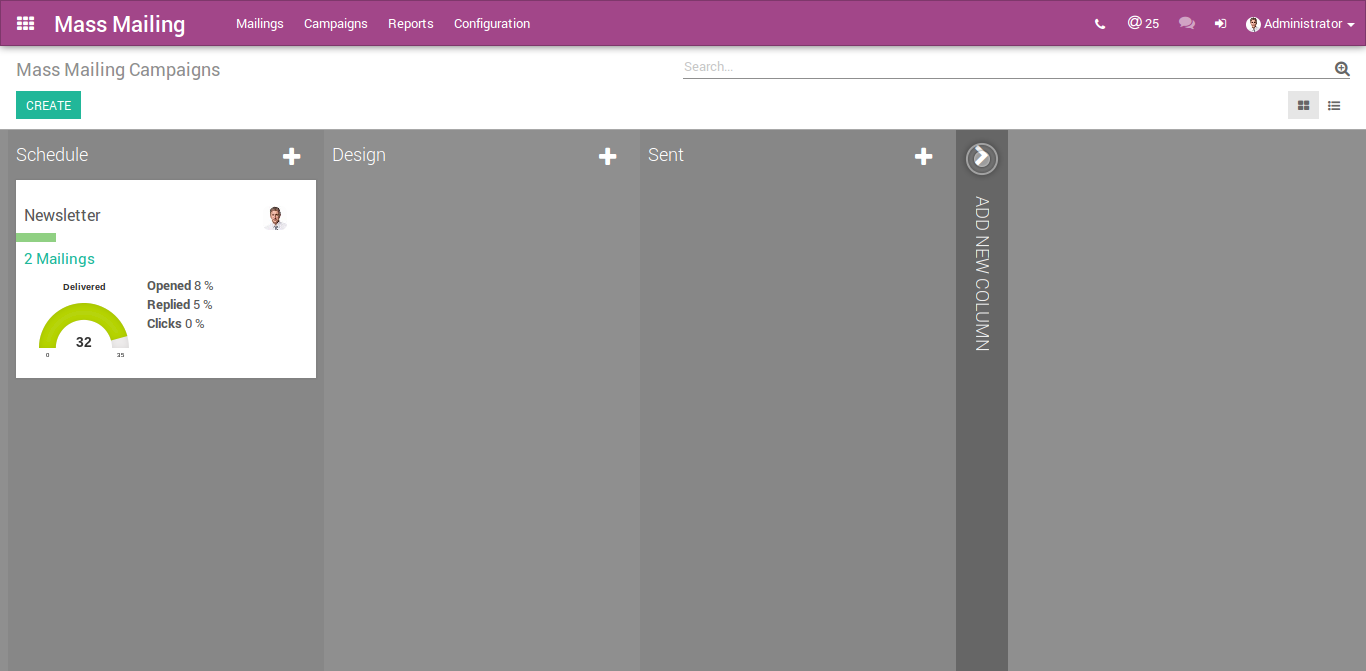 Mass Mailing Mailings Campaigns Reports Configuration @ 25 Administrator
Mass Mailing Campaigns Search...
CREATE
Schedule Design Sent
ADD NEW COLUMN
Newsletter
2 Mailings
Delivered
32
0 35
Opened 8 %
Replied 5 %
Clicks 0 %